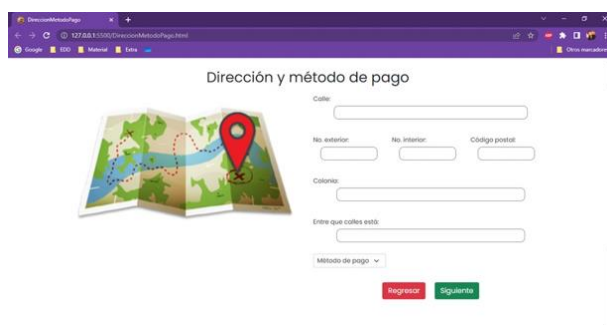 DireccionMetodoPago
127.0.0.1:5500/DireccionMetodoPago.html
Google EDD Material Extra
Otros marcadores
Dirección y método de pago
Calle:
No. exterior: No. interior: Código postal:
Colonia:
Entre que calles está:
Método de pago
Regresar Siguiente